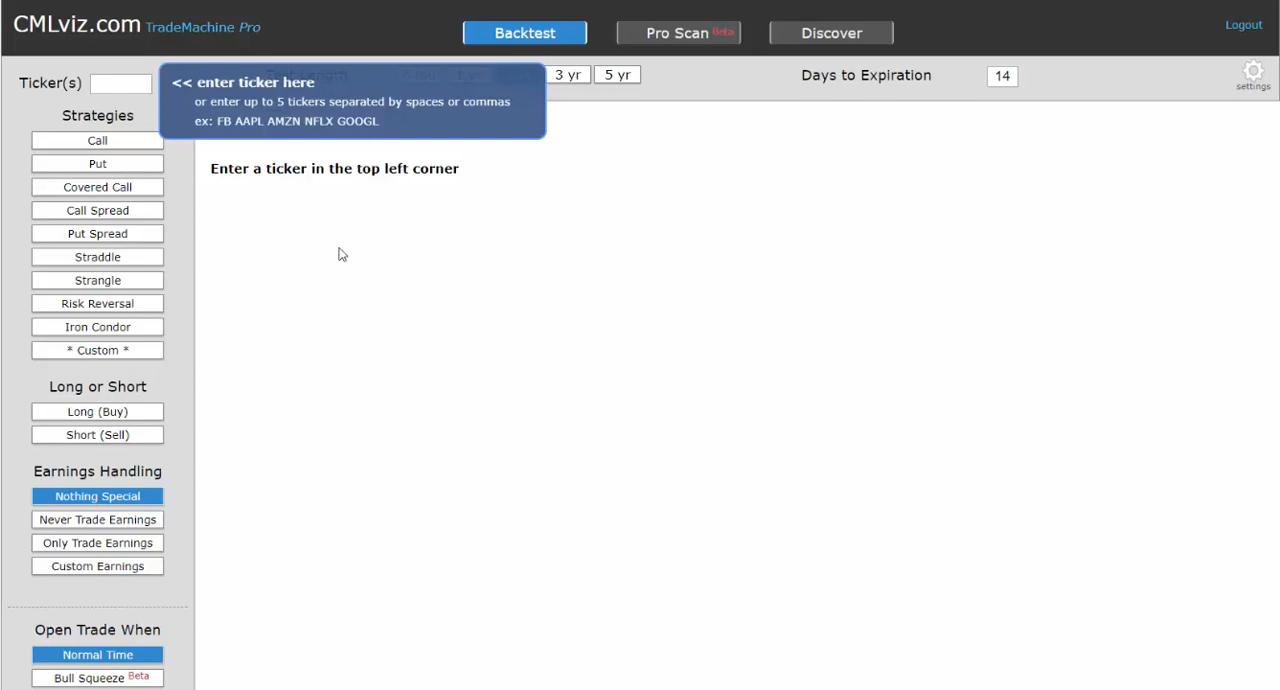 CMLviz.com TradeMachine Pro
Backtest
Pro Scan Beta
Discover
Logout
Ticker(s)
<< enter ticker here
or enter up to 5 tickers separated by spaces or commas
ex: FB AAPL AMZN NFLX GOOGL
3 yr
5 yr
Days to Expiration
14
settings
Strategies
Call
Put
Covered Call
Call Spread
Put Spread
Straddle
Strangle
Risk Reversal
Iron Condor
* Custom *
Long or Short
Long (Buy)
Short (Sell)
Earnings Handling
Nothing Special
Never Trade Earnings
Only Trade Earnings
Custom Earnings
Open Trade When
Normal Time
Bull Squeeze Beta
Enter a ticker in the top left corner